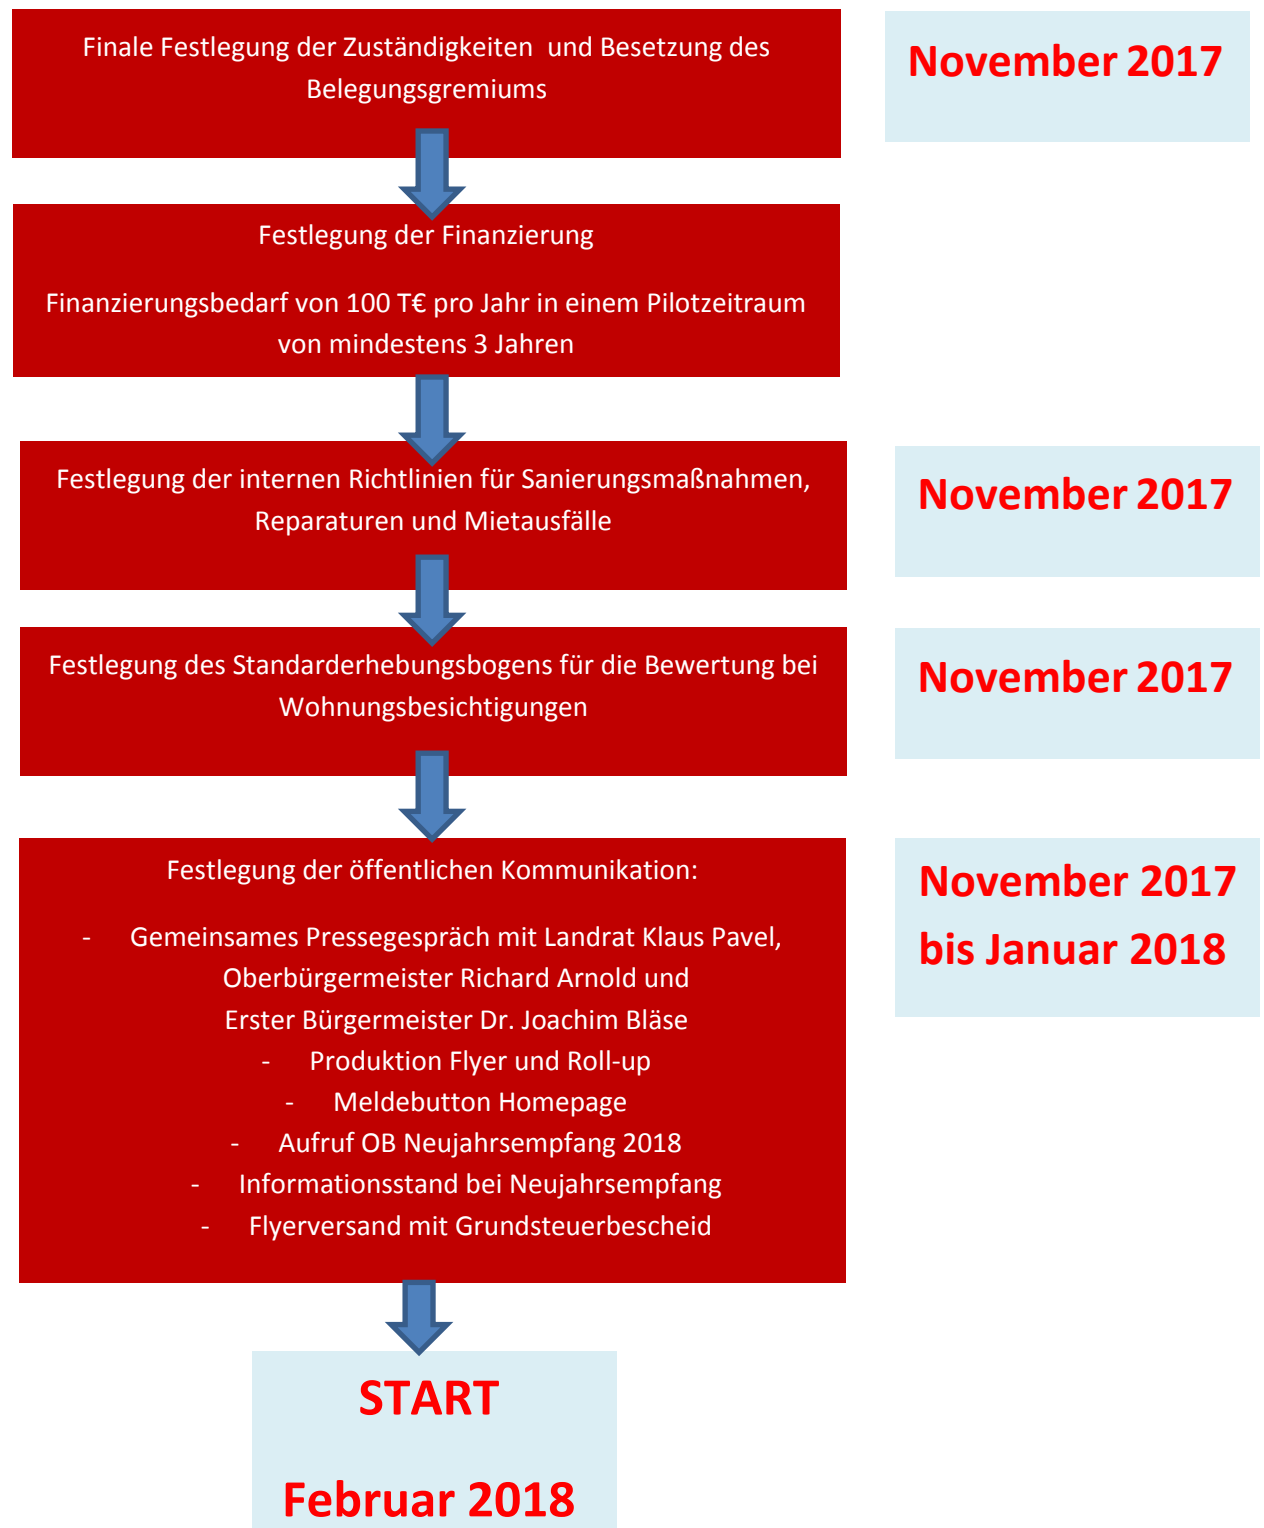 Finale Festlegung der Zuständigkeiten und Besetzung des
Belegungsgremiums
November 2017
Festlegung der Finanzierung
Finanzierungsbedarf von 100 T€ pro Jahr in einem Pilotzeitraum
von mindestens 3 Jahren
Festlegung der internen Richtlinien für Sanierungsmaßnahmen,
Reparaturen und Mietausfälle
November 2017
Festlegung des Standarderhebungsbogens für die Bewertung bei
Wohnungsbesichtigungen
November 2017
Festlegung der öffentlichen Kommunikation:
- Gemeinsames Pressegespräch mit Landrat Klaus Pavel,
Oberbürgermeister Richard Arnold und
Erster Bürgermeister Dr. Joachim Bläse
- Produktion Flyer und Roll-up
- Meldebutton Homepage
- Aufruf OB Neujahrsempfang 2018
- Informationsstand bei Neujahrsempfang
- Flyerversand mit Grundsteuerbescheid
November 2017
bis Januar 2018
START
Februar 2018